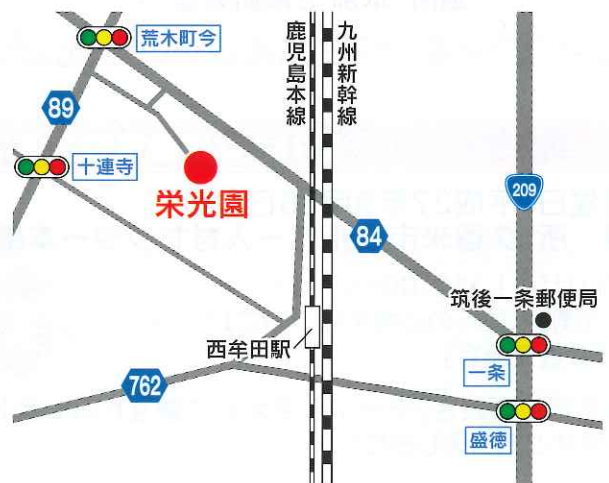 荒木町今
鹿児島本線
九州新幹線
89
十連寺
栄光園
209
84
筑後一条郵便局
西牟田駅
一条
762
盛徳